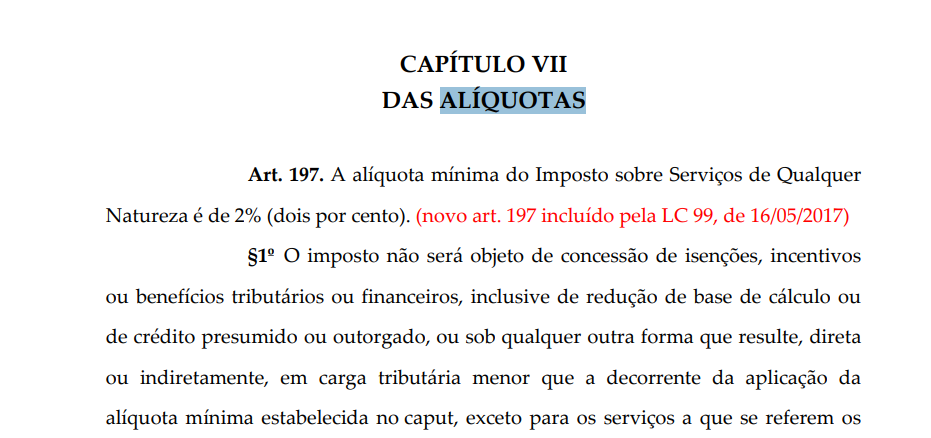 CAPÍTULO VII
DAS ALÍQUOTAS
Art. 197. A alíquota mínima do Imposto sobre Serviços de Qualquer
Natureza é de 2% (dois por cento). (novo art. 197 incluído pela LC 99, de 16/05/2017)
§1º O imposto não será objeto de concessão de isenções, incentivos
ou benefícios tributários ou financeiros, inclusive de redução de base de cálculo ou
de crédito presumido ou outorgado, ou sob qualquer outra forma que resulte, direta
ou indiretamente, em carga tributária menor que a decorrente da aplicação da
alíquota mínima estabelecida no caput, exceto para os serviços a que se referem os